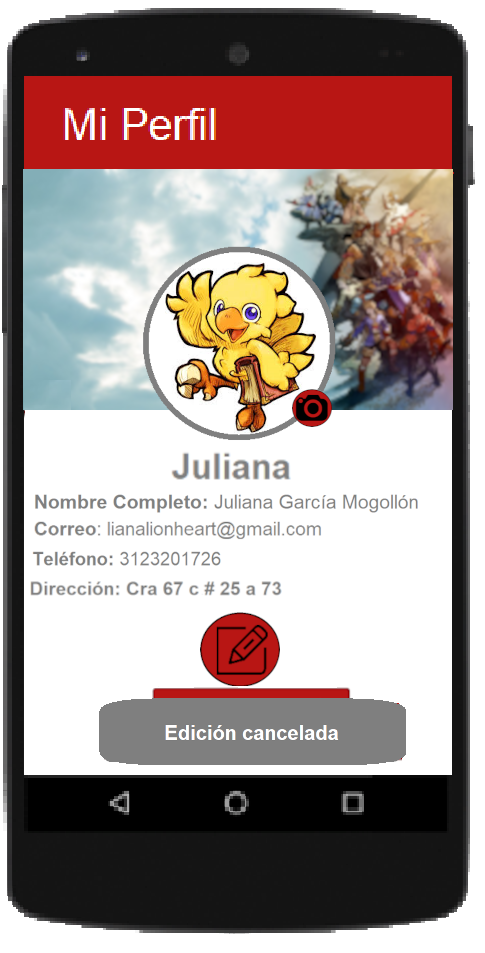 Mi Perfil
Juliana
Nombre Completo: Juliana García Mogollón
Correo: lianalionheart@gmail.com
Teléfono: 3123201726
Dirección: Cra 67 c # 25 a 73
Edición cancelada